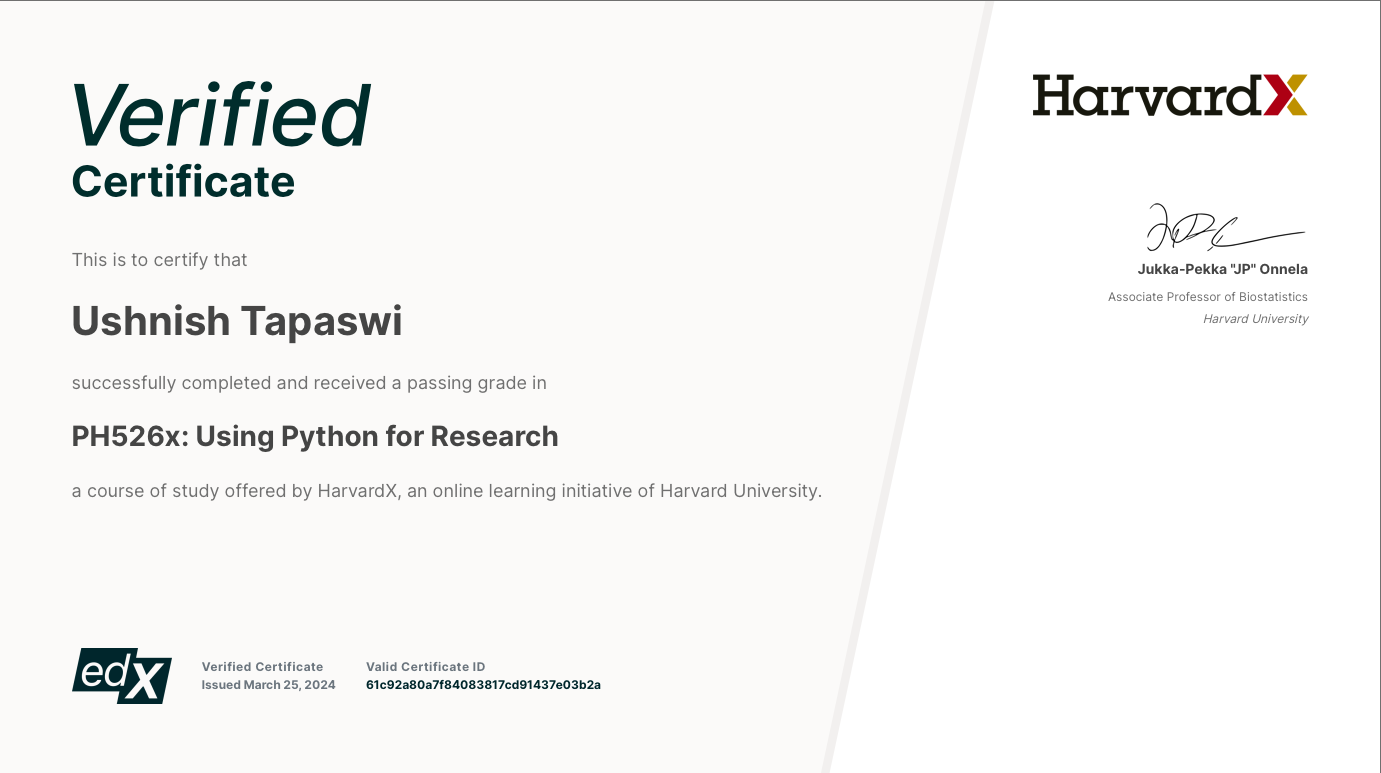 Verified
Certificate
This is to certify that
Ushnish Tapaswi
successfully completed and received a passing grade in
PH526x: Using Python for Research
a course of study offered by HarvardX, an online learning initiative of Harvard University.
edX
Verified Certificate
Issued March 25, 2024
Valid Certificate ID
61c92a80a7f84083817cd91437e03b2a
HarvardX
Jukka-Pekka "JP" Onnela
Associate Professor of Biostatistics
Harvard University